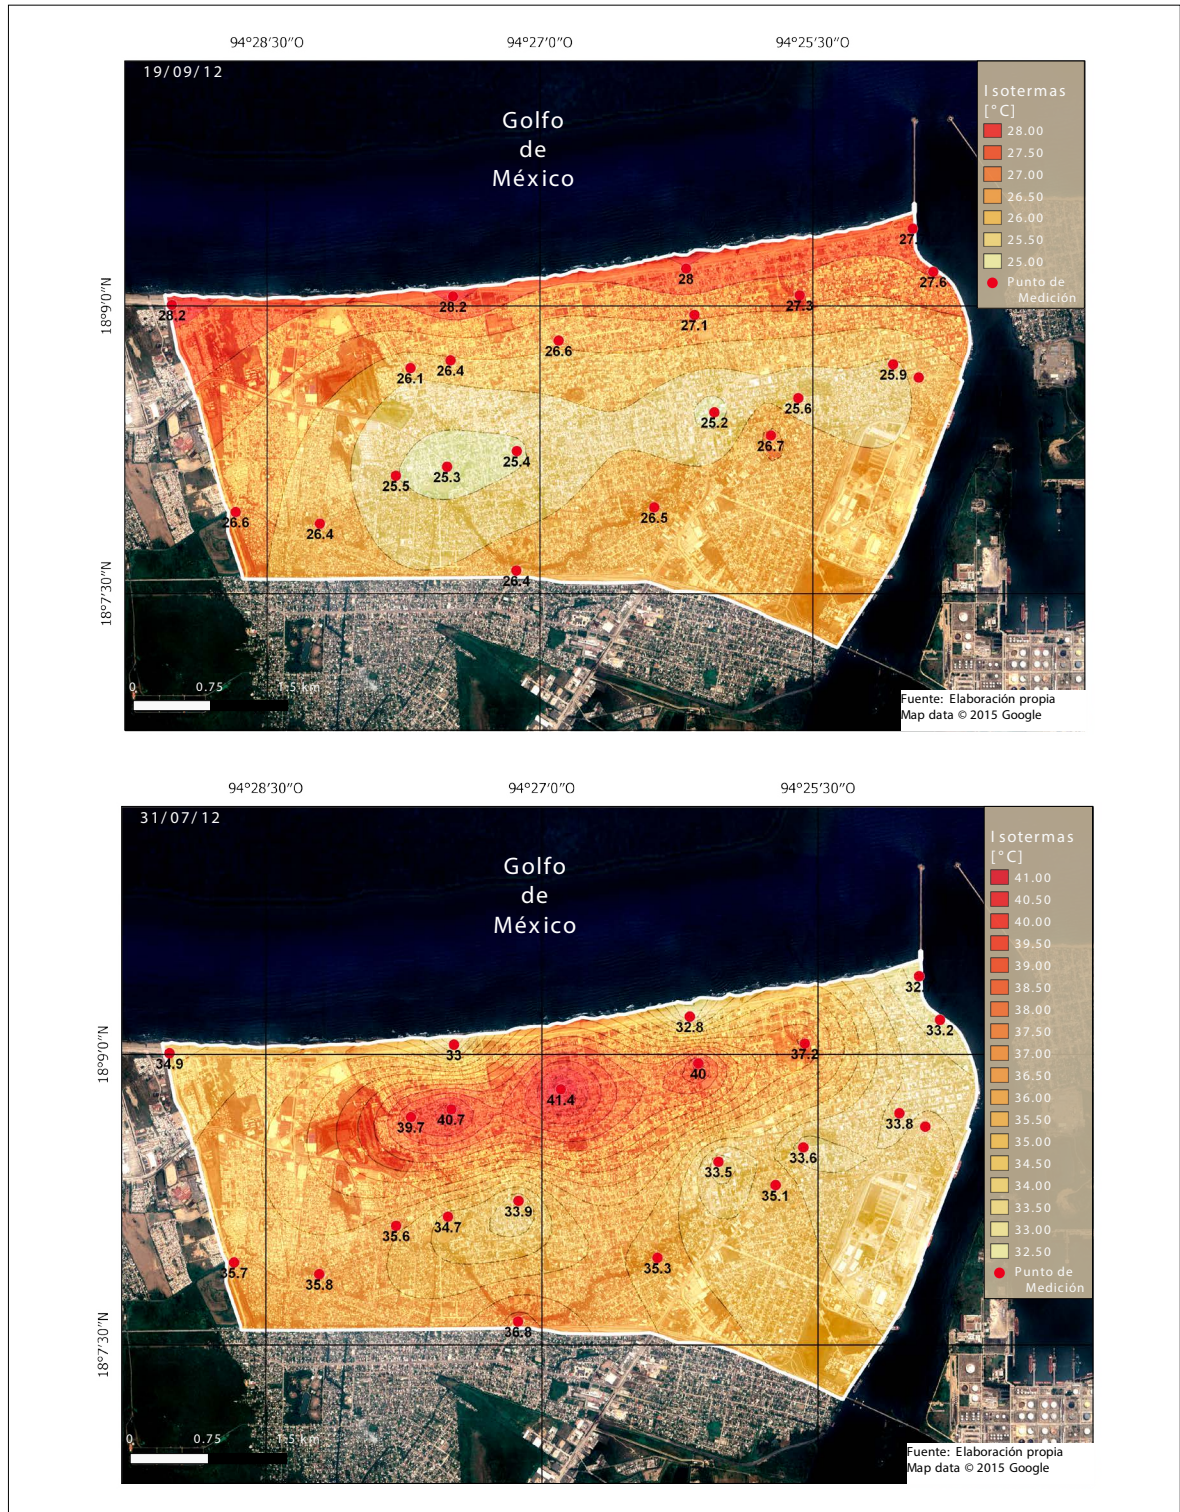 94°28'30"O
94°27'0"O
94°25'30"O
19/09/12
Golfo
de
México
Isotermas
[°C]
28.00
27.50
27.00
26.50
26.00
25.50
25.00
Punto de
Medición
18°9'0"N
18°7'30"N
27.
28
27.6
28.2
28.2
27.3
27.1
26.6
26.4
26.1
25.9
25.6
25.2
26.7
25.4
25.3
25.5
26.5
26.6
26.4
26.4
0
0.75
1.5 km
Fuente: Elaboración propia
Map data © 2015 Google
94°28'30"O
94°27'0"O
94°25'30"O
31/07/12
Golfo
de
México
Isotermas
[°C]
41.00
40.50
40.00
39.50
39.00
38.50
38.00
37.50
37.00
36.50
36.00
35.50
35.00
34.50
34.00
33.50
33.00
32.50
Punto de
Medición
18°9'0"N
18°7'30"N
32.
32.8
33.2
33
37.2
34.9
40
41.4
40.7
39.7
33.8
33.6
33.5
35.1
33.9
34.7
35.6
35.3
35.7
35.8
36.8
0
0.75
1.5 km
Fuente: Elaboración propia
Map data © 2015 Google